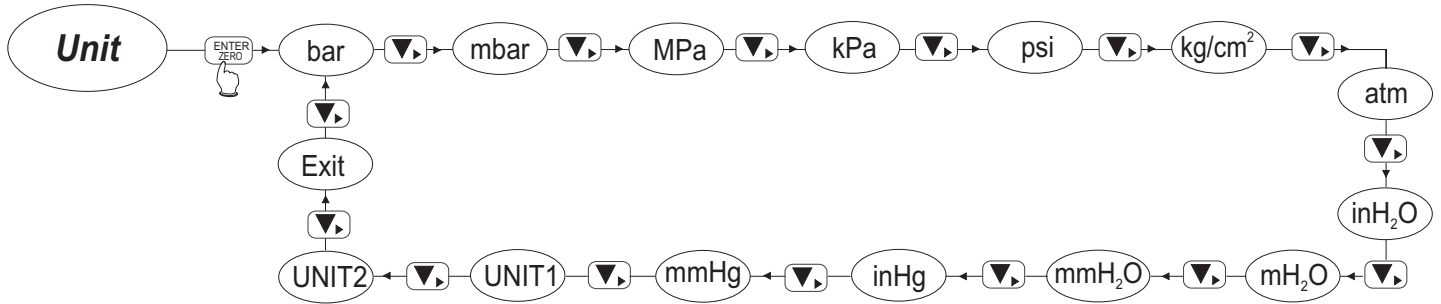 Unit
ENTER
ZERO
bar
mbar
MPa
kPa
psi
kg/cm²
atm
inH₂O
mH₂O
mmH₂O
inHg
mmHg
UNIT1
UNIT2
Exit